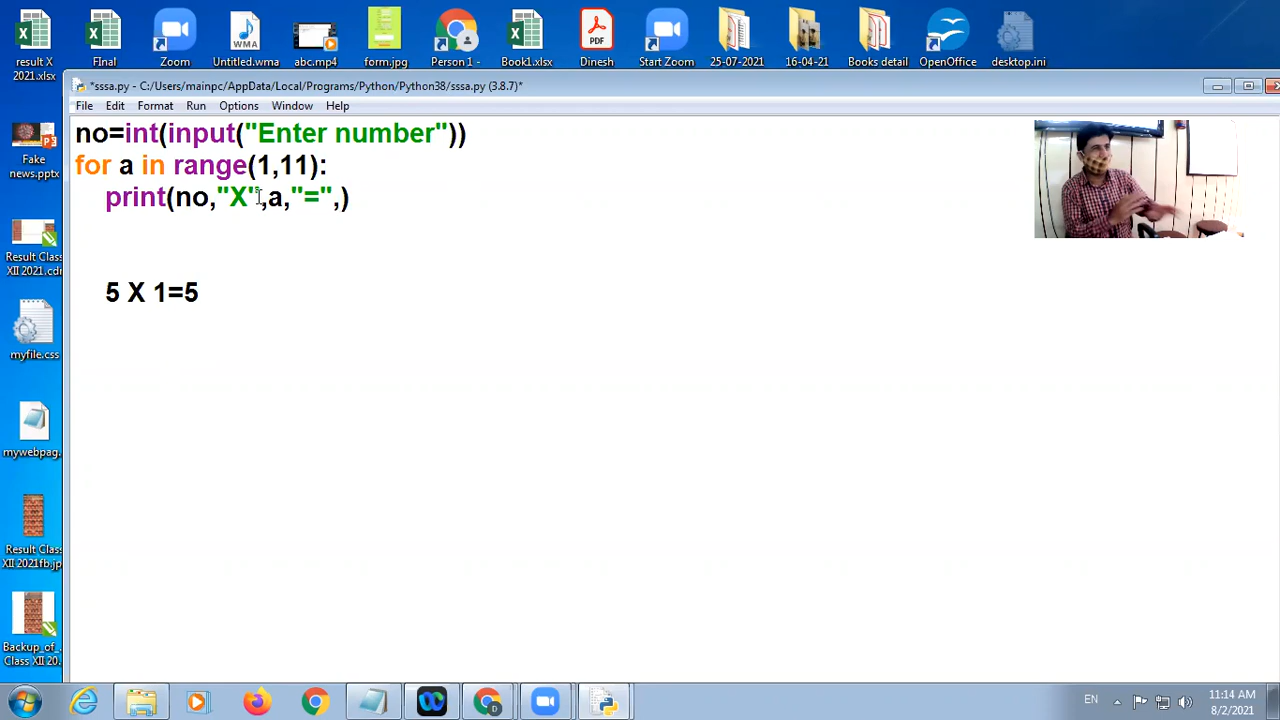 result X
2021.xlsx
FInal
Zoom
Untitled.wma
abc.mp4
form.jpg
Person 1 -
Book1.xlsx
Dinesh
Start Zoom
25-07-2021
16-04-21
Books detail
OpenOffice
desktop.ini
WMA
PDF
*sssa.py - C:/Users/mainpc/AppData/Local/Programs/Python/Python38/sssa.py (3.8.7)*
File Edit Format Run Options Window Help
no=int(input("Enter number"))
for a in range(1,11):
print(no,"X",a,"=",)
5 X 1=5
Fake
news.pptx
Result Class
XII 2021.cdr
myfile.css
mywebpag.
Result Class
XII 2021fb.jp
Backup_of_
Class XII 20.
EN
11:14 AM
8/2/2021